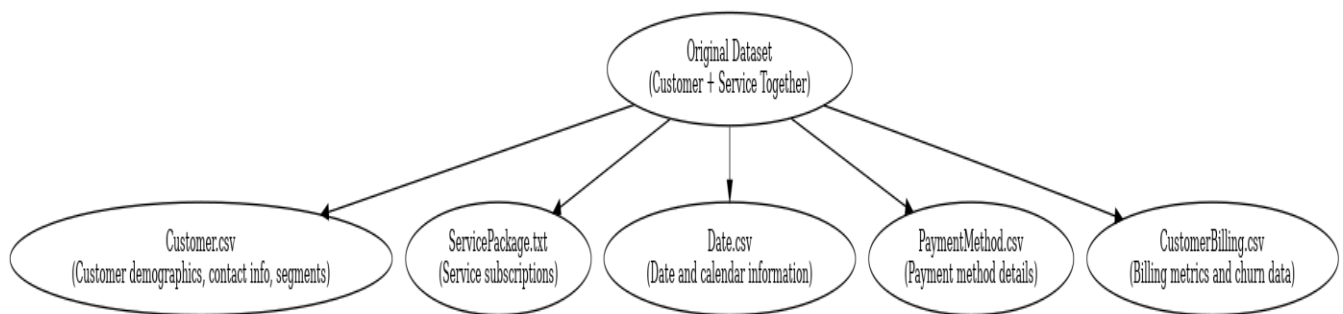 Original Dataset
(Customer + Service Together)
Customer.csv
(Customer demographics, contact info, segments)
ServicePackage.txt
(Service subscriptions)
Date.csv
(Date and calendar information)
PaymentMethod.csv
(Payment method details)
CustomerBilling.csv
(Billing metrics and churn data)